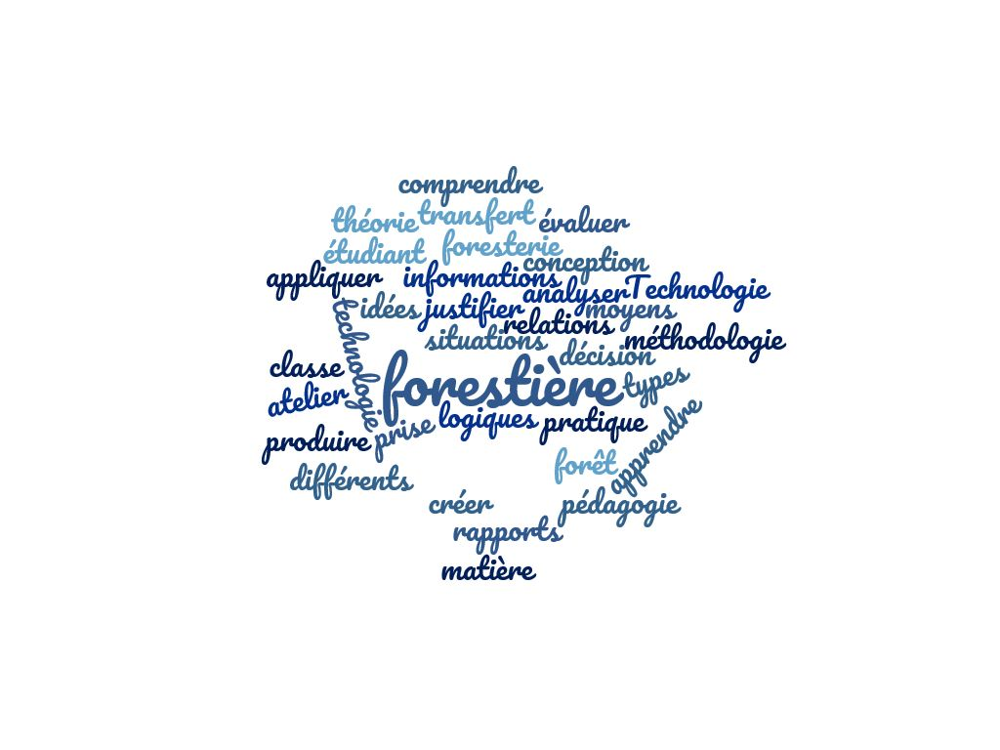 comprendre
théorie transfert évaluer
étudiant foresterie
conception
appliquer informations
analyser Technologie
idées justifier moyens
relations
situations méthodologie
technologie
décision
classe forestière types
atelier
logiques pratique
prise
produire
apprendre
forêt
différents
créer pédagogie
rapports
matière